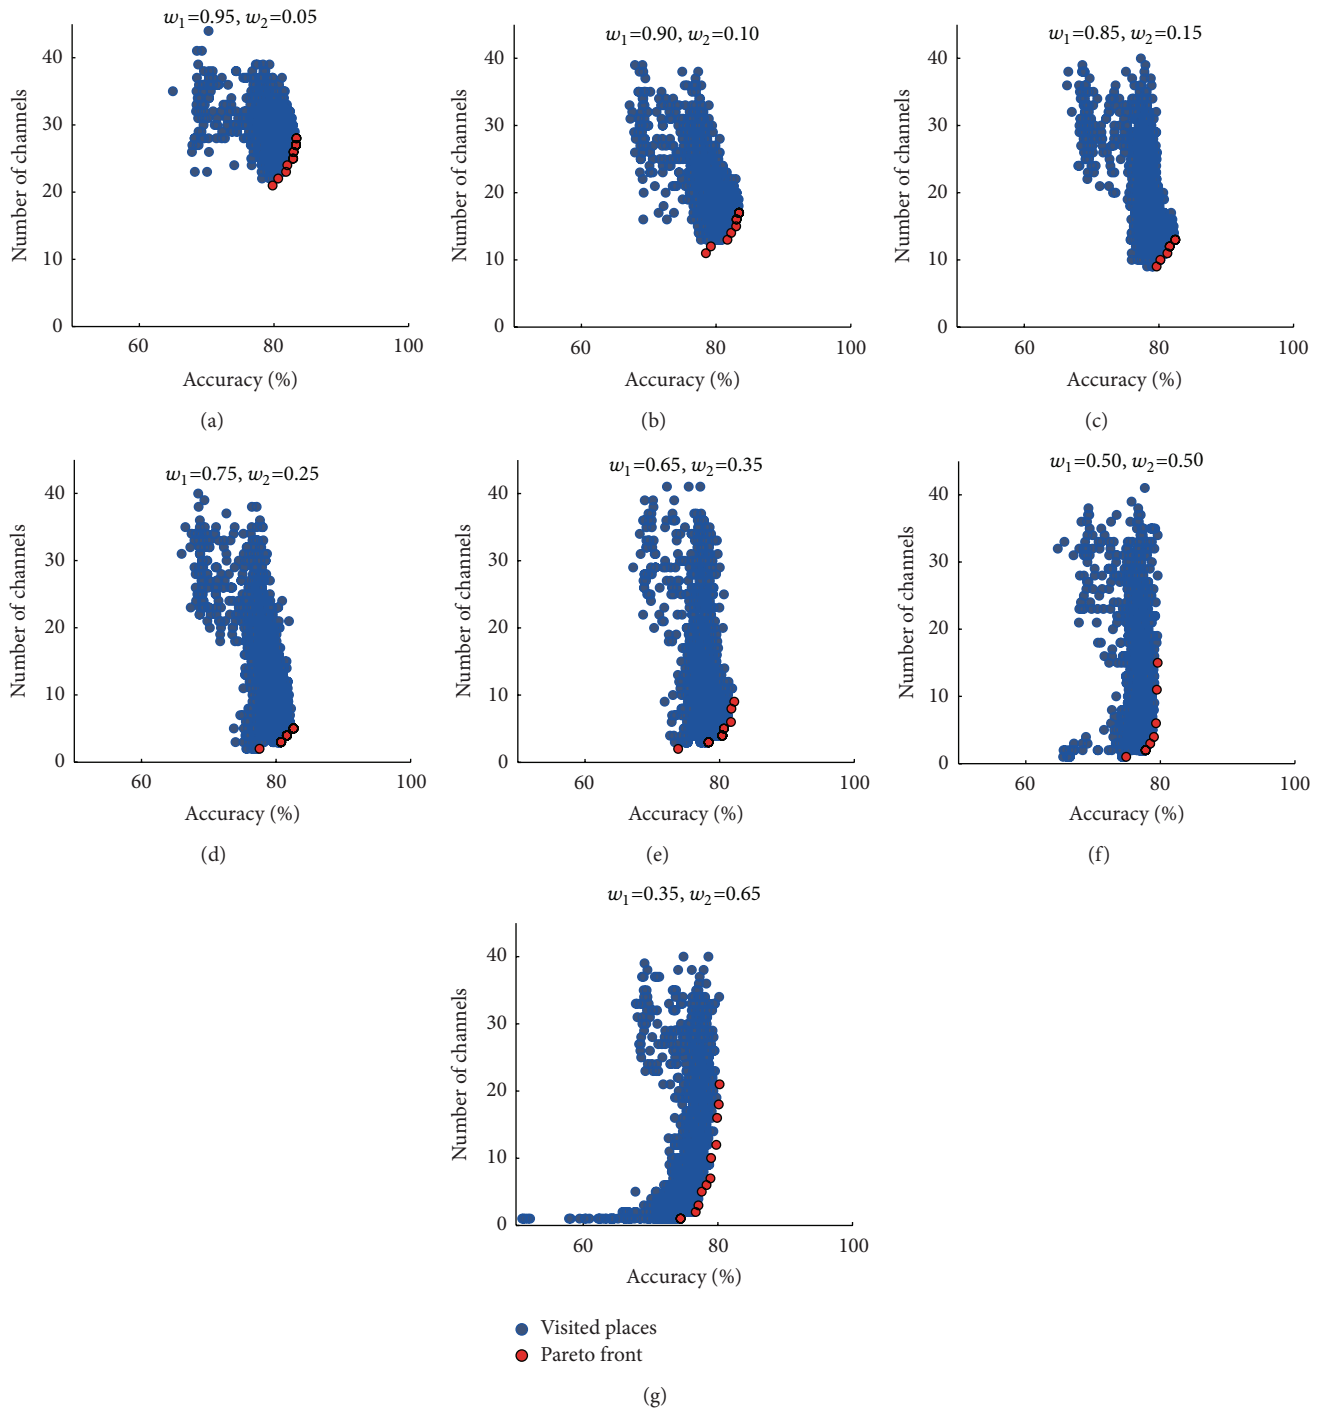 w₁=0.95, w₂=0.05
40
30
20
10
0
60 80 100
Number of channels
Accuracy (%)
(a)
w₁=0.90, w₂=0.10
40
30
20
10
0
60 80 100
Number of channels
Accuracy (%)
(b)
w₁=0.85, w₂=0.15
40
30
20
10
0
60 80 100
Number of channels
Accuracy (%)
(c)
w₁=0.75, w₂=0.25
40
30
20
10
0
60 80 100
Number of channels
Accuracy (%)
(d)
w₁=0.65, w₂=0.35
40
30
20
10
0
60 80 100
Number of channels
Accuracy (%)
(e)
w₁=0.50, w₂=0.50
40
30
20
10
0
60 80 100
Number of channels
Accuracy (%)
(f)
w₁=0.35, w₂=0.65
40
30
20
10
0
60 80 100
Number of channels
Accuracy (%)
Visited places
Pareto front
(g)